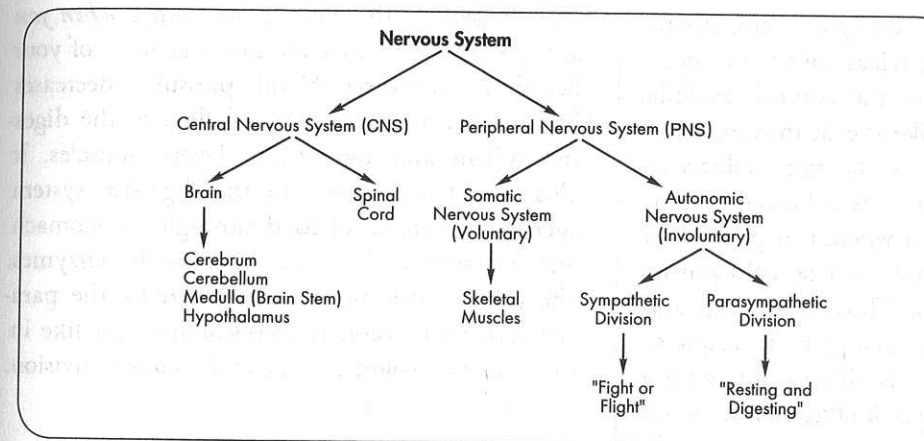 Nervous System
Central Nervous System (CNS)
Peripheral Nervous System (PNS)
Brain
Spinal
Cord
Somatic
Nervous System
(Voluntary)
Autonomic
Nervous System
(Involuntary)
Cerebrum
Cerebellum
Medulla (Brain Stem)
Hypothalamus
Skeletal
Muscles
Sympathetic
Division
Parasympathetic
Division
"Fight or
Flight"
"Resting and
Digesting"